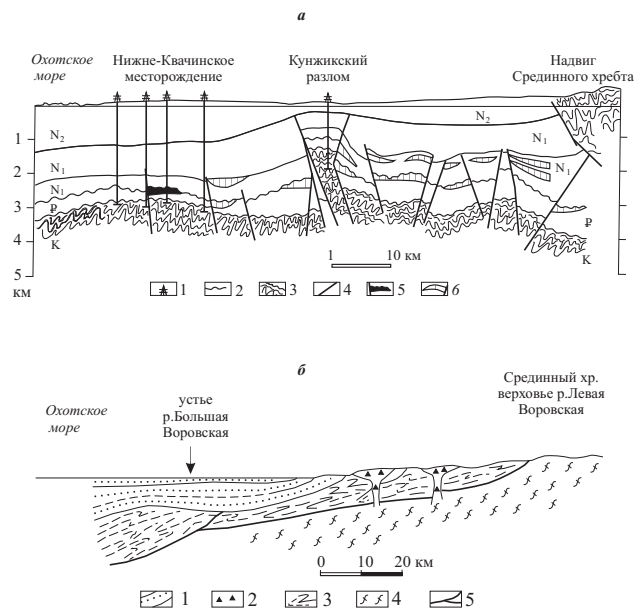 а
Охотское
море
Нижне-Квачинское
месторождение
Кунжикский
разлом
Надвиг
Срединного хребта
N₂
N₂
N₁
1
N₁
N₁
2
N₁
3
₽
₽
4
K
K
5
км
1 10 км
1 2 3 4 5 6
б
Охотское
море
устье
р.Большая
Воровская
Срединный хр.
верховье р.Левая
Воровская
0 10 20 км
1 2 3 4 5